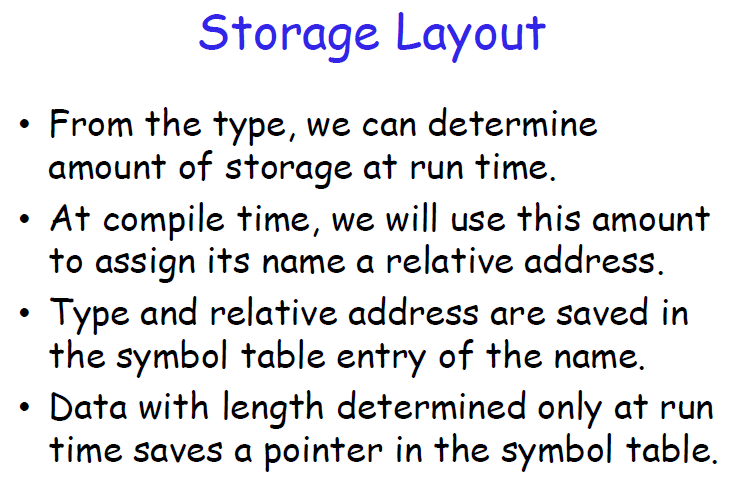 Storage Layout
• From the type, we can determine
amount of storage at run time.
• At compile time, we will use this amount
to assign its name a relative address.
• Type and relative address are saved in
the symbol table entry of the name.
• Data with length determined only at run
time saves a pointer in the symbol table.